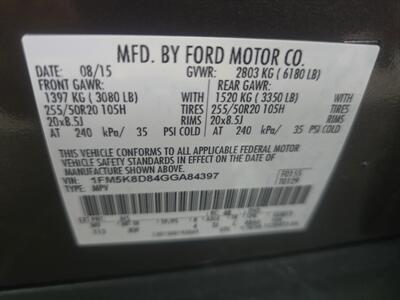 MFD. BY FORD MOTOR CO.
DATE: 08/15 GVWR: 2803 KG ( 6180 LB)
FRONT GAWR: REAR GAWR:
1397 KG ( 3080 LB) 1520 KG ( 3350 LB)
255/50R20 105H TIRES 255/50R20 105H TIRES
20x8.5J RIMS 20x8.5J RIMS
AT 240 kPa/ 35 PSI COLD AT 240 kPa/ 35 PSI COLD
THIS VEHICLE CONFORMS TO ALL APPLICABLE FEDERAL MOTOR
VEHICLE SAFETY STANDARDS IN EFFECT ON THE DATE OF
MANUFACTURE SHOWN ABOVE.
VIN: 1FM5K8D84GGA84397
TYPE: MPV